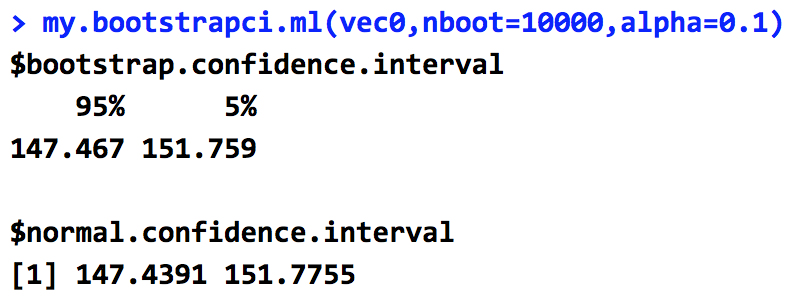 > my.bootstrapci.ml(vec0,nboot=10000,alpha=0.1)
$bootstrap.confidence.interval
    95%      5%
147.467 151.759
$normal.confidence.interval
[1] 147.4391 151.7755